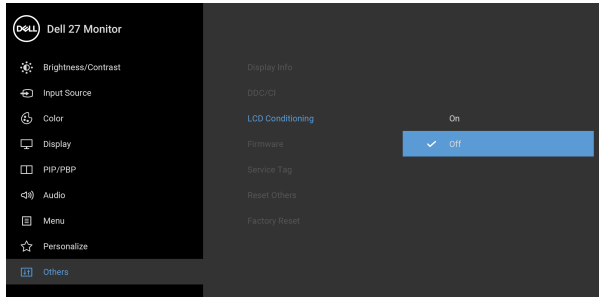 DELL
Dell 27 Monitor
Brightness/Contrast
Input Source
Color
Display
PIP/PBP
Audio
Menu
Personalize
Others
Display Info
DDC/CI
LCD Conditioning
Firmware
Service Tag
Reset Others
Factory Reset
On
Off